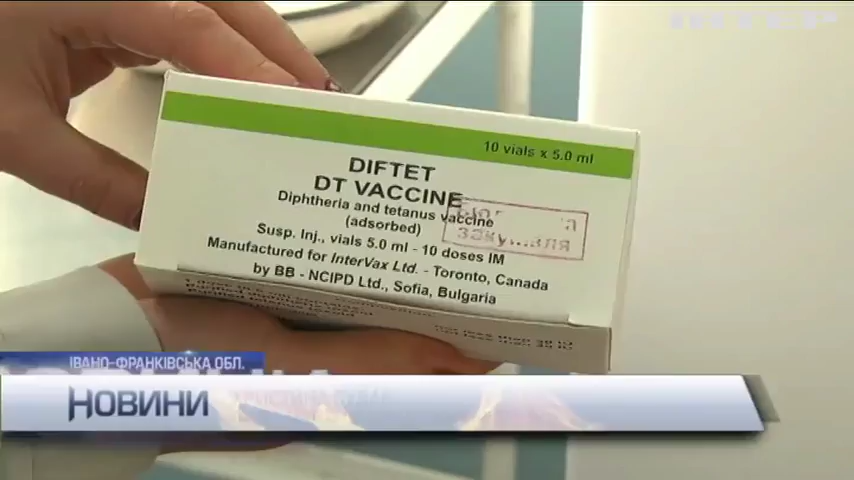 10 vials x 5.0 ml
DIFTET
DT VACCINE
Diphtheria and tetanus vaccine
(adsorbed)
Susp. Inj., vials 5.0 ml - 10 doses IM
Manufactured for InterVax Ltd. - Toronto, Canada
by BB - NCIPD Ltd., Sofia, Bulgaria
ІВАНО-ФРАНКІВСЬКА ОБЛ.
НОВИНИ